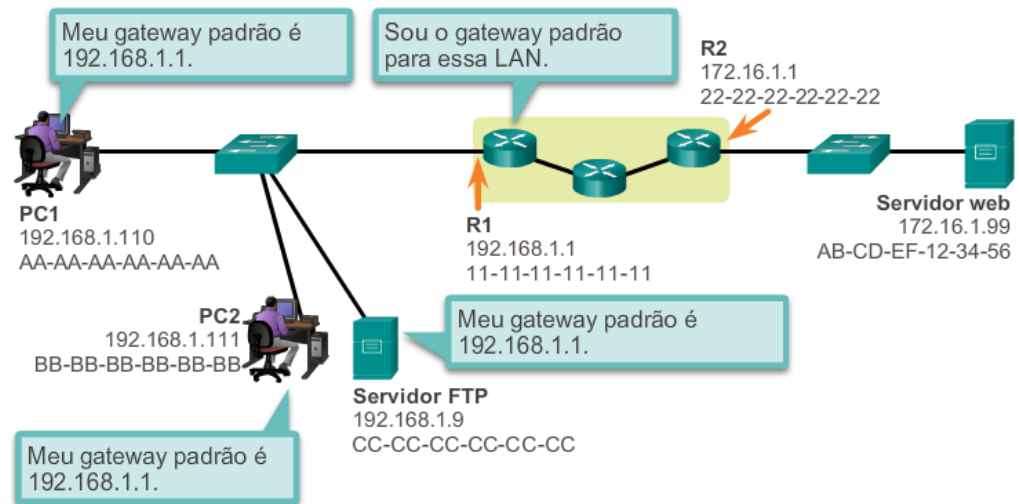 Meu gateway padrão é
192.168.1.1.
Sou o gateway padrão
para essa LAN.
R2
172.16.1.1
22-22-22-22-22-22
PC1
192.168.1.110
AA-AA-AA-AA-AA-AA
R1
192.168.1.1
11-11-11-11-11-11
Servidor web
172.16.1.99
AB-CD-EF-12-34-56
PC2
192.168.1.111
BB-BB-BB-BB-BB-BB
Meu gateway padrão é
192.168.1.1.
Servidor FTP
192.168.1.9
CC-CC-CC-CC-CC-CC
Meu gateway padrão é
192.168.1.1.